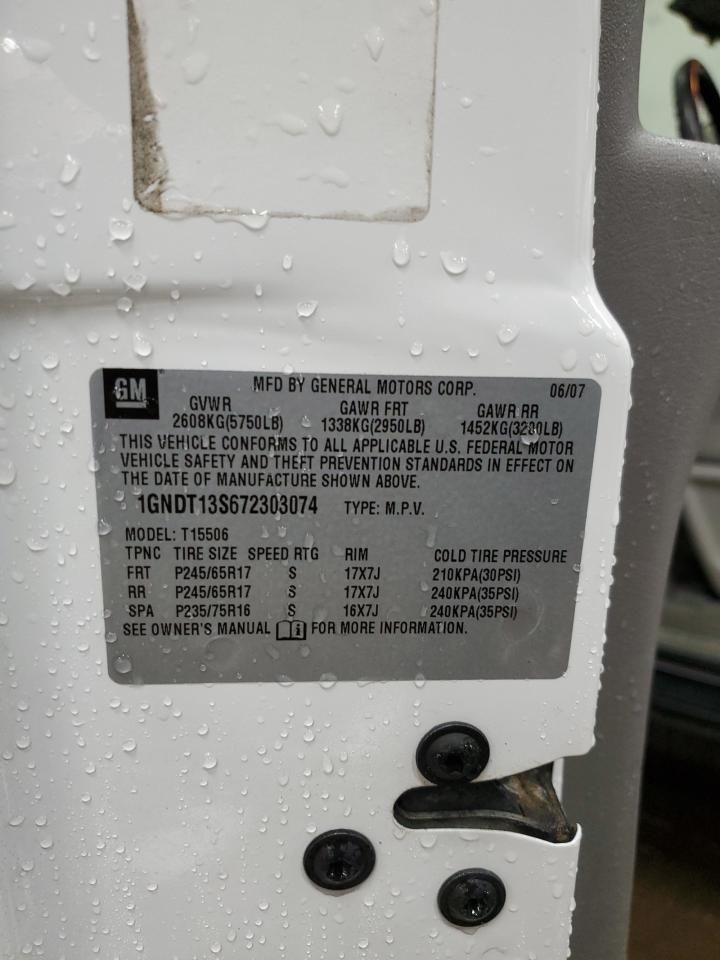 GM MFD BY GENERAL MOTORS CORP. 06/07
GVWR GAWR FRT GAWR RR
2608KG(5750LB) 1338KG(2950LB) 1452KG(3200LB)
THIS VEHICLE CONFORMS TO ALL APPLICABLE U.S. FEDERAL MOTOR
VEHICLE SAFETY AND THEFT PREVENTION STANDARDS IN EFFECT ON
THE DATE OF MANUFACTURE SHOWN ABOVE.
1GNDT13S672303074 TYPE: M.P.V.
MODEL: T15506
TPNC TIRE SIZE SPEED RTG RIM COLD TIRE PRESSURE
FRT P245/65R17 S 17X7J 210KPA(30PSI)
RR P245/65R17 S 17X7J 240KPA(35PSI)
SPA P235/75R16 S 16X7J 240KPA(35PSI)
SEE OWNER'S MANUAL i FOR MORE INFORMATION.